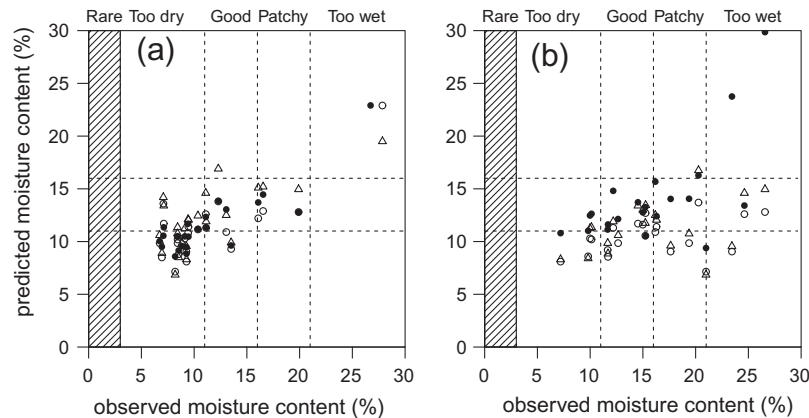 Rare Too dry Good Patchy Too wet
Rare Too dry Good Patchy Too wet
(a)
(b)
predicted moisture content (%)
30
25
20
15
10
5
0
30
25
20
15
10
5
0
0 5 10 15 20 25 30
0 5 10 15 20 25 30
observed moisture content (%)
observed moisture content (%)